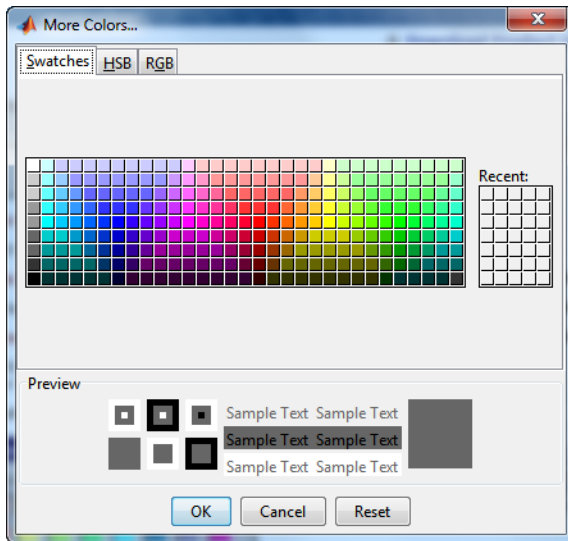 More Colors...
Swatches HSB RGB
Recent:
Preview
Sample Text Sample Text
Sample Text Sample Text
Sample Text Sample Text
OK Cancel Reset